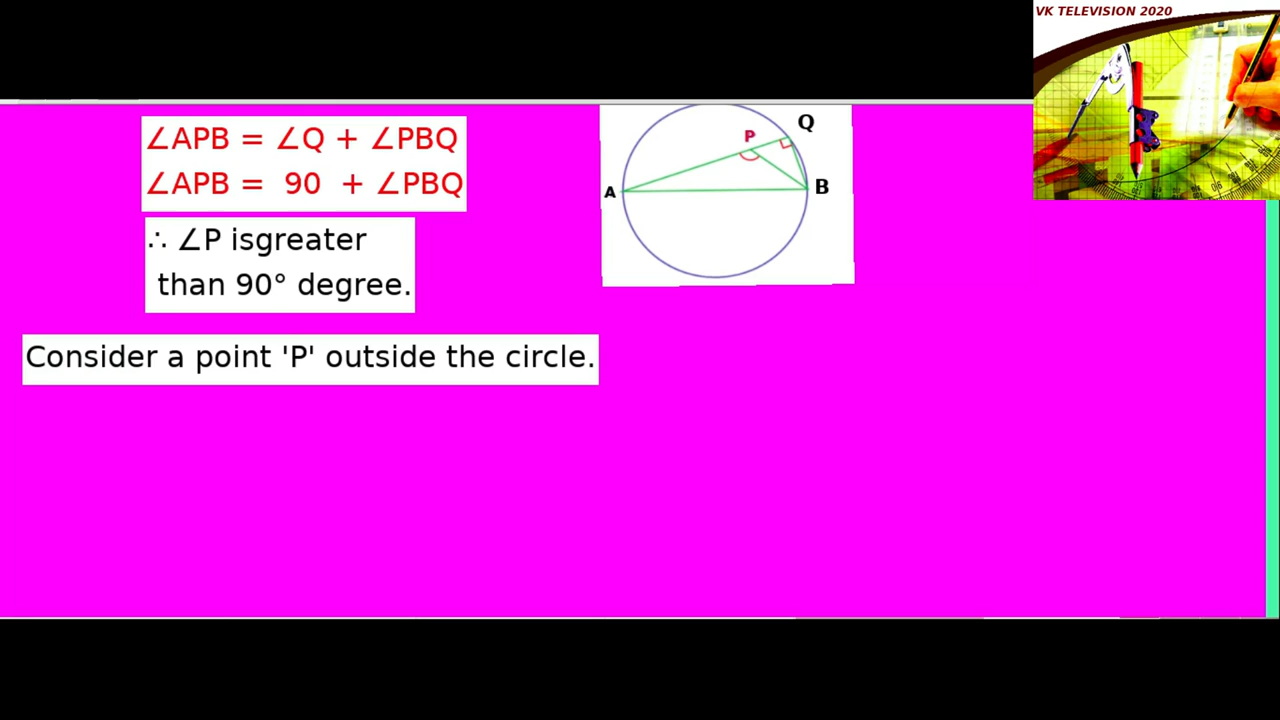 VK TELEVISION 2020
∠APB = ∠Q + ∠PBQ
∠APB = 90 + ∠PBQ
∴ ∠P isgreater
than 90° degree.
Consider a point 'P' outside the circle.
Q
P
A
B